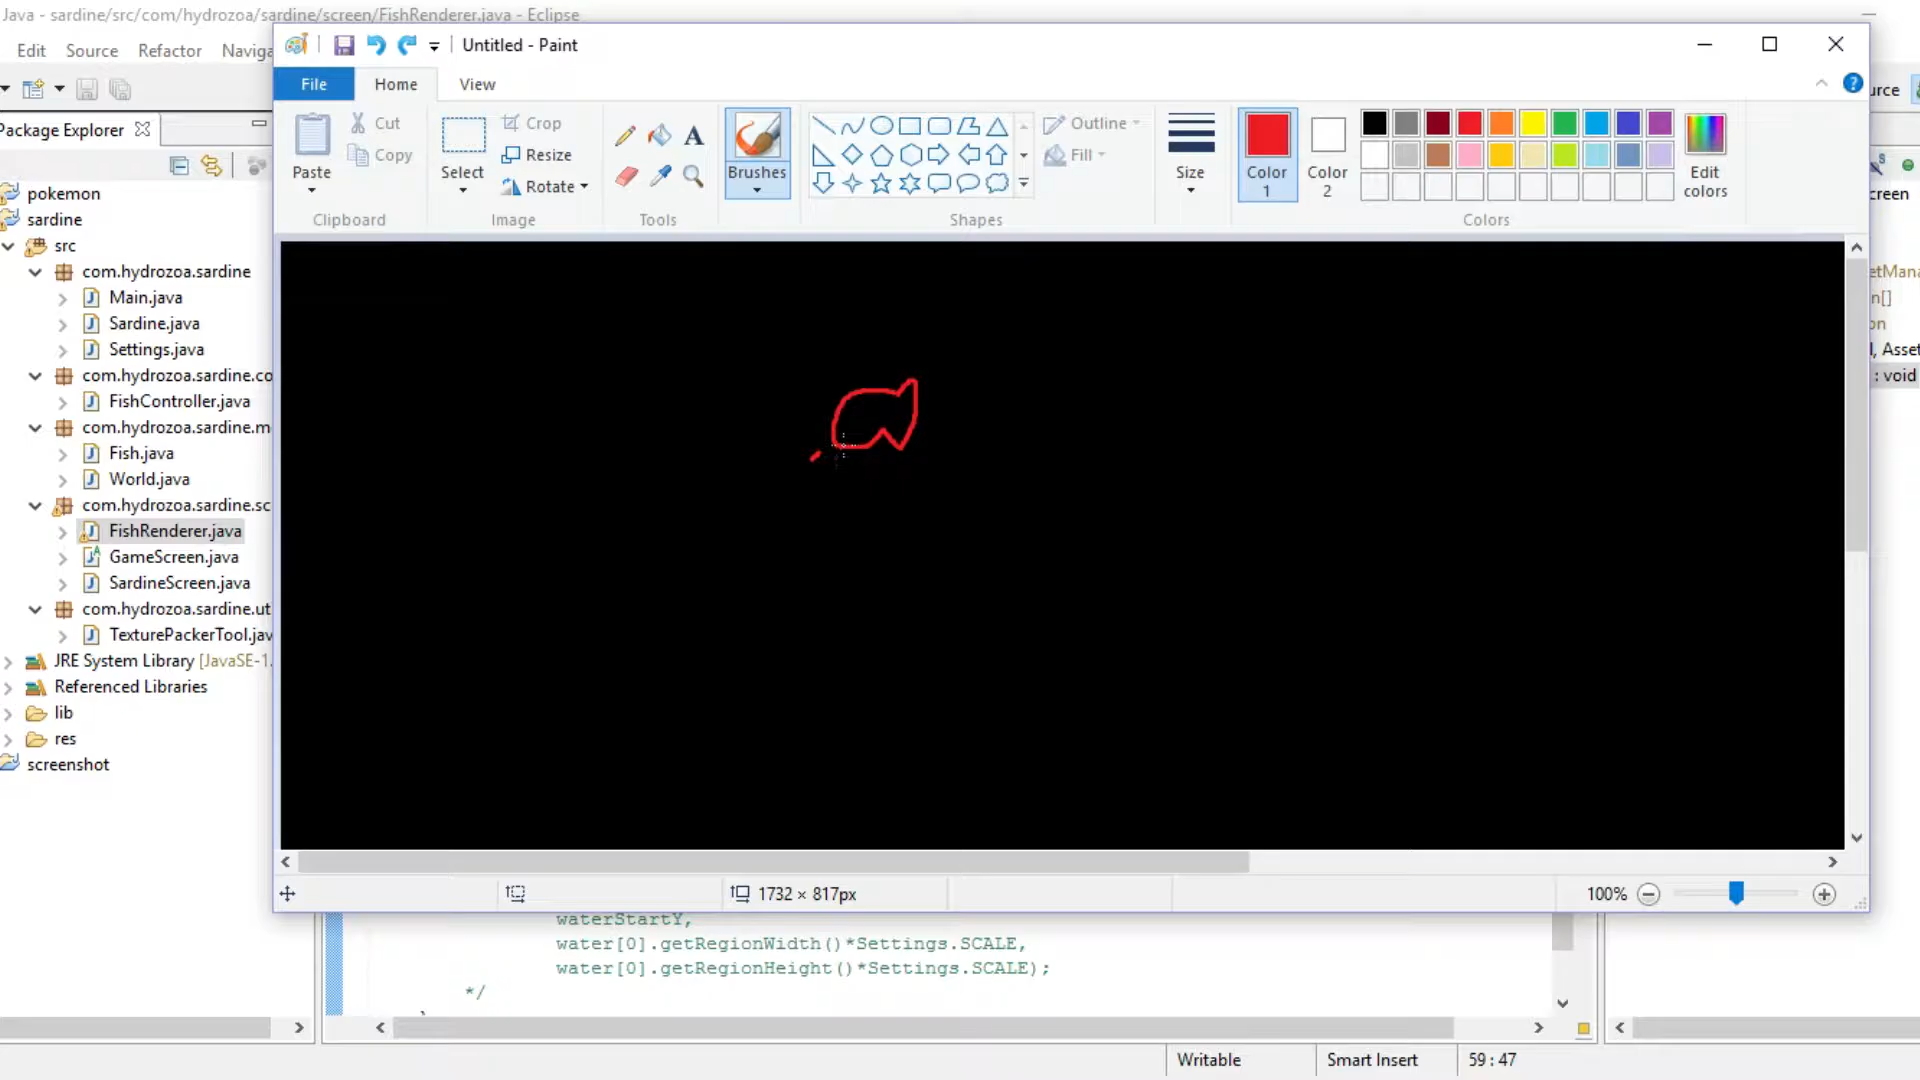 Java - sardine/src/com/hydrozoa/sardine/screen/FishRenderer.java - Eclipse
Edit Source Refactor Naviga
Untitled - Paint
File Home View
Paste
Cut
Copy
Clipboard
Select
Crop
Resize
Rotate
Image
A
Tools
Brushes
Shapes
Outline
Fill
Size
Color 1
Color 2
Edit colors
Colors
urce
Package Explorer
pokemon
sardine
src
com.hydrozoa.sardine
Main.java
Sardine.java
Settings.java
com.hydrozoa.sardine.co
FishController.java
com.hydrozoa.sardine.m
Fish.java
World.java
com.hydrozoa.sardine.sc
FishRenderer.java
GameScreen.java
SardineScreen.java
com.hydrozoa.sardine.ut
TexturePackerTool.jav
JRE System Library [JavaSE-1.
Referenced Libraries
lib
res
screenshot
creen
etMana
n[]
on
l, Asset
: void
1732 × 817px
100%
waterStartY,
water[0].getRegionWidth()*Settings.SCALE,
water[0].getRegionHeight()*Settings.SCALE);
*/
Writable Smart Insert 59 : 47